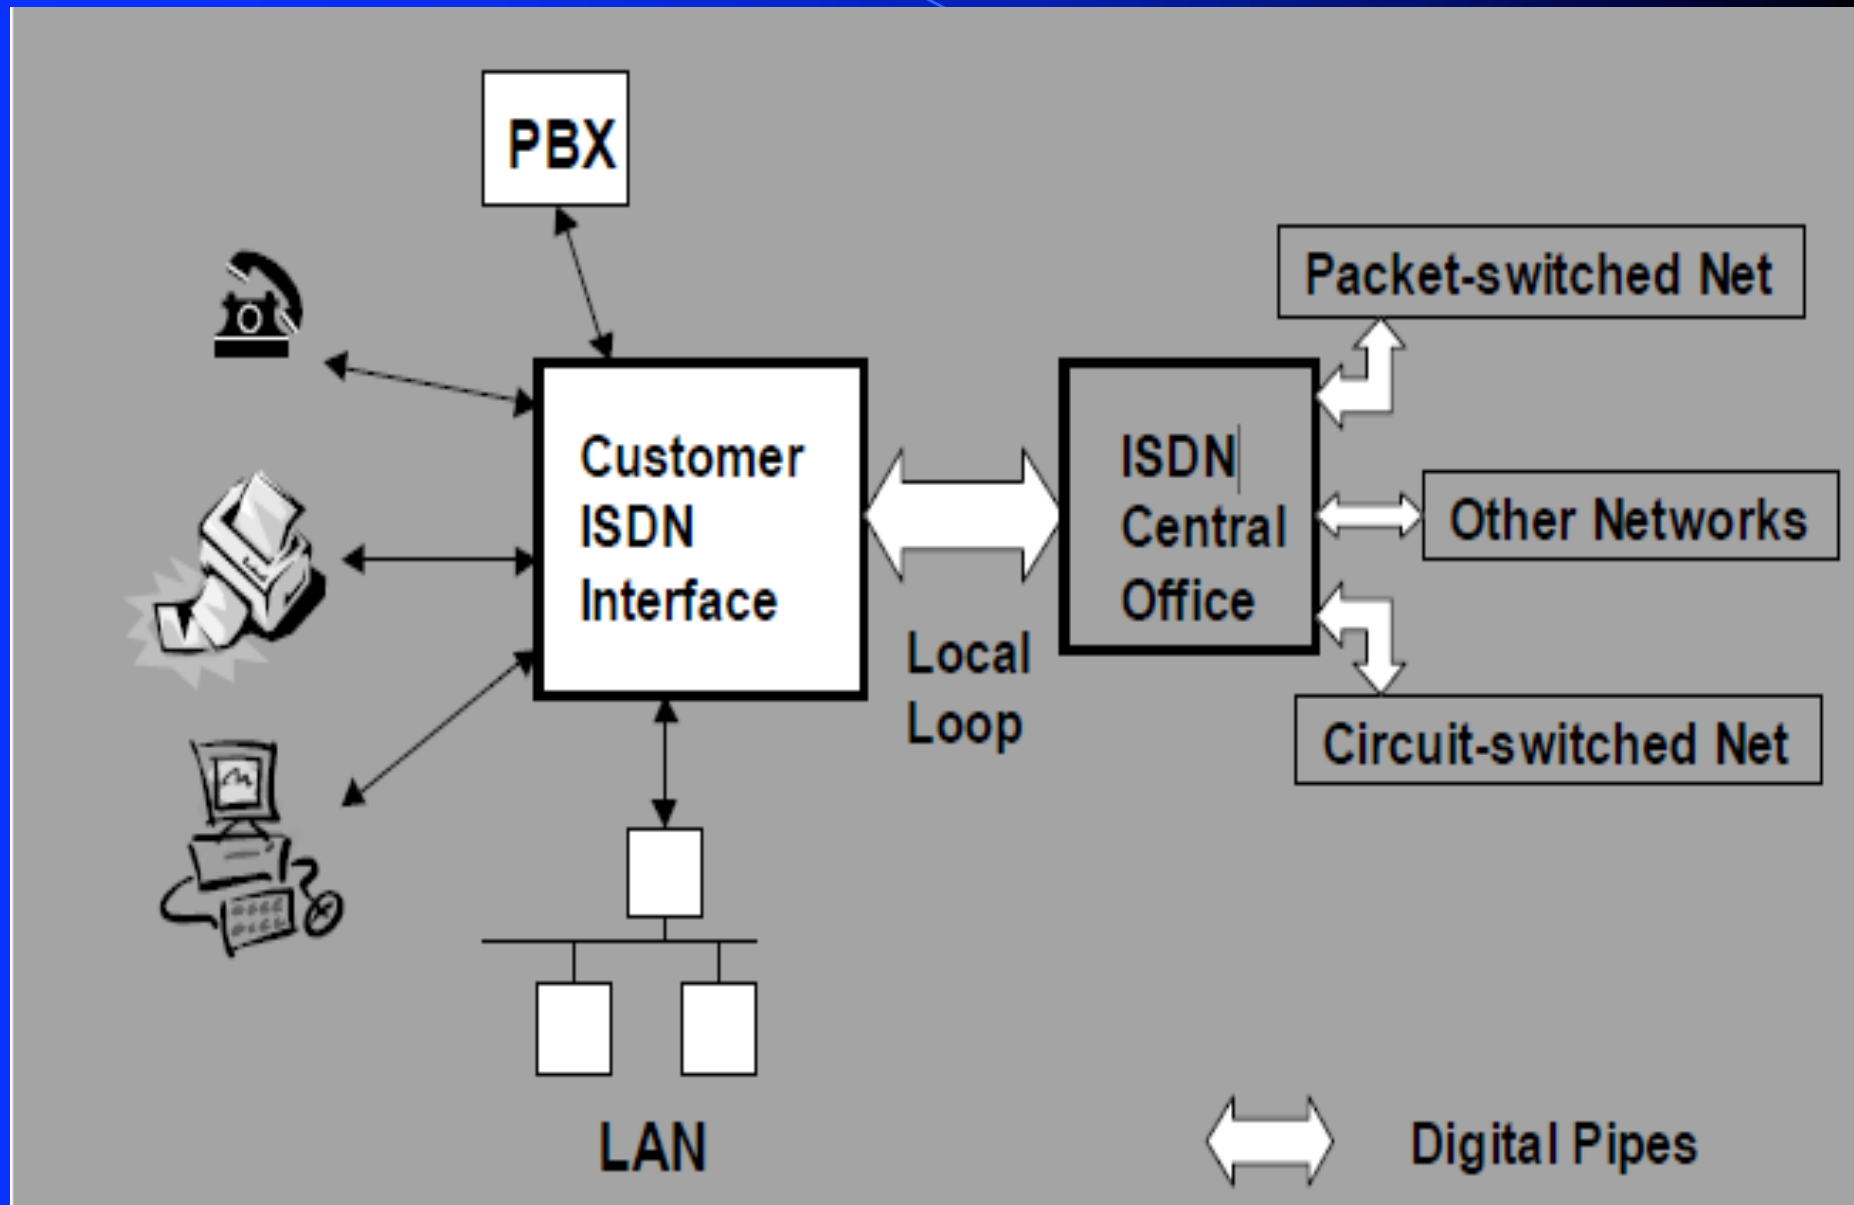 PBX
Packet-switched Net
Customer
ISDN
Interface
ISDN
Central
Office
Other Networks
Local
Loop
Circuit-switched Net
LAN
Digital Pipes